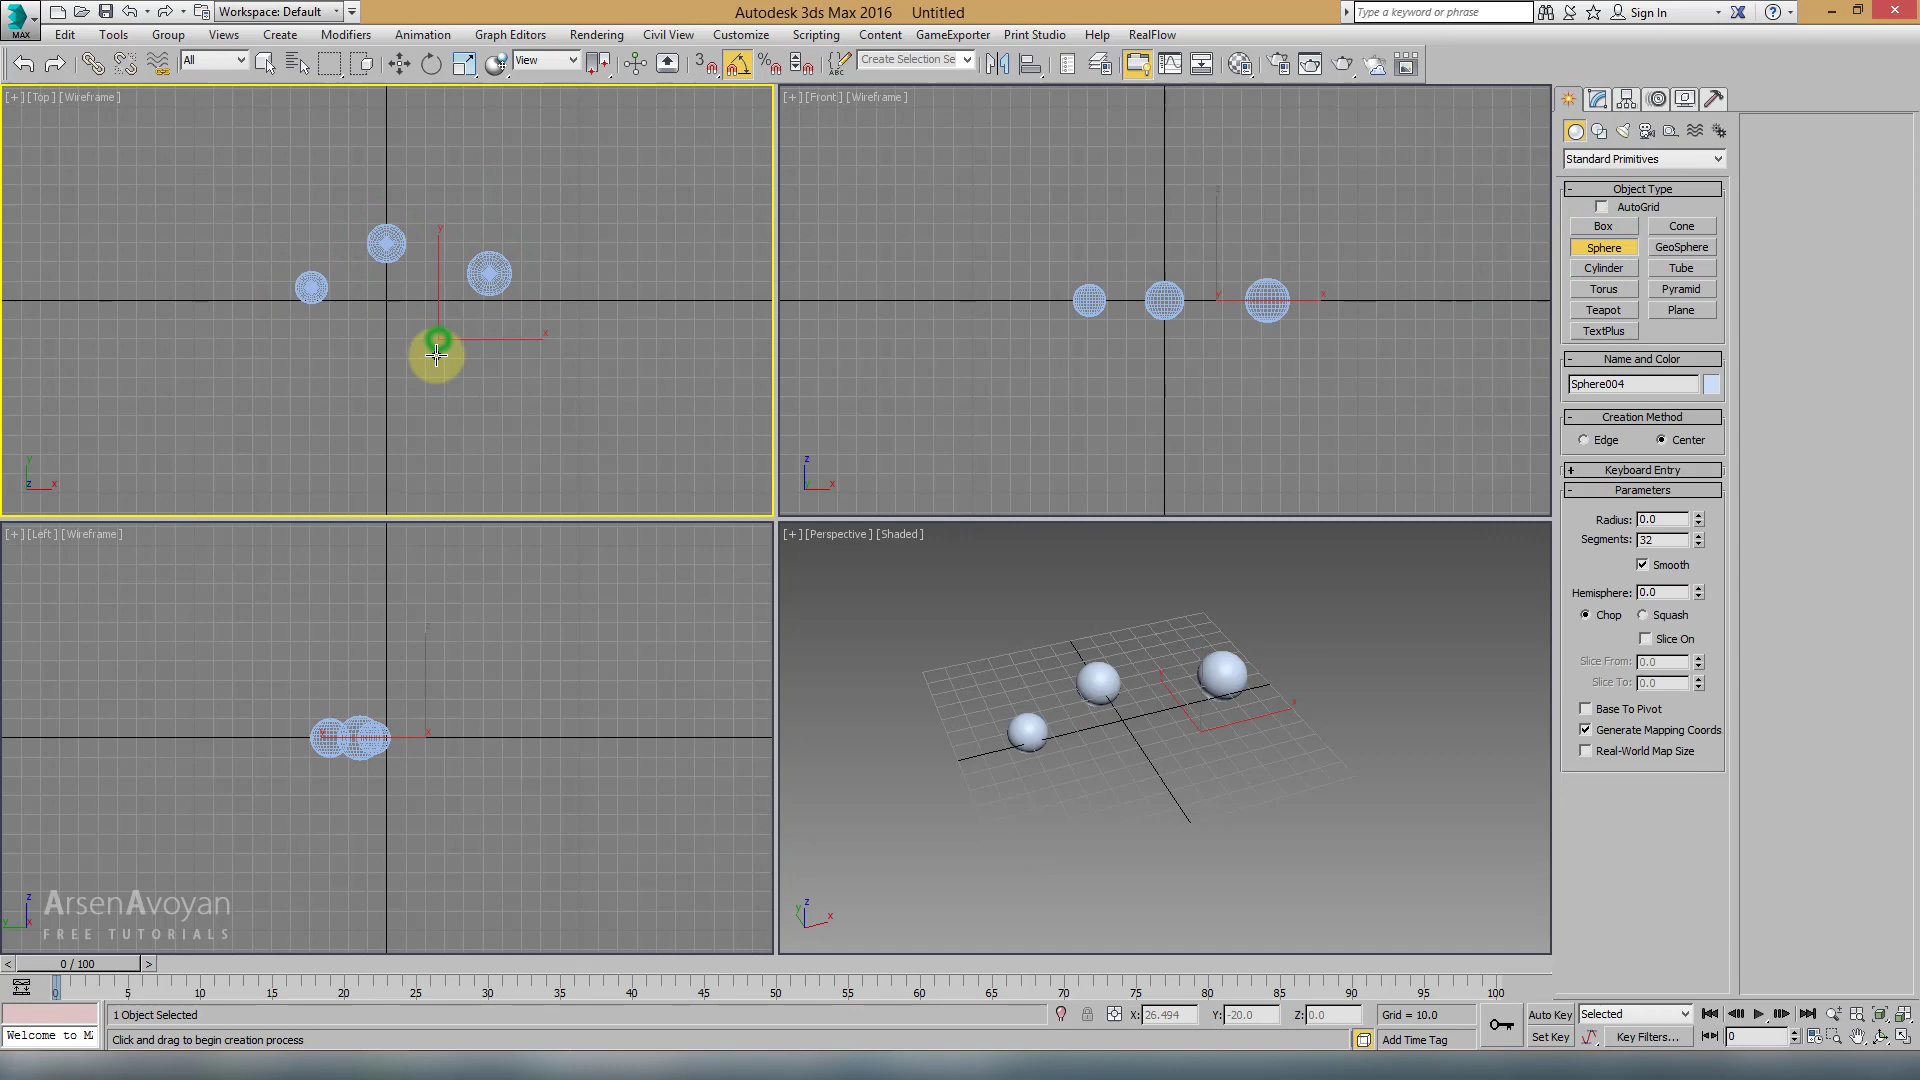 Workspace: Default
Autodesk 3ds Max 2016 Untitled
Type a keyword or phrase
Sign In
MAX
Edit Tools Group Views Create Modifiers Animation Graph Editors Rendering Civil View Customize Scripting Content GameExporter Print Studio Help RealFlow
All
View
3
%
ABC
Create Selection Se
[+] [Top] [Wireframe]
[+] [Front] [Wireframe]
[+] [Left] [Wireframe]
[+] [Perspective] [Shaded]
Standard Primitives
Object Type
AutoGrid
Box Cone
Sphere GeoSphere
Cylinder Tube
Torus Pyramid
Teapot Plane
TextPlus
Name and Color
Sphere004
Creation Method
Edge Center
Keyboard Entry
Parameters
Radius: 0.0
Segments: 32
Smooth
Hemisphere: 0.0
Chop Squash
Slice On
Slice From: 0.0
Slice To: 0.0
Base To Pivot
Generate Mapping Coords
Real-World Map Size
ArsenAvoyan
FREE TUTORIALS
< 0 / 100 >
0 5 10 15 20 25 30 35 40 45 50 55 60 65 70 75 80 85 90 95 100
1 Object Selected
X: 26.494 Y: -20.0 Z: 0.0
Grid = 10.0
Auto Key
Selected
Welcome to M
Click and drag to begin creation process
Add Time Tag
Set Key
Key Filters...
0